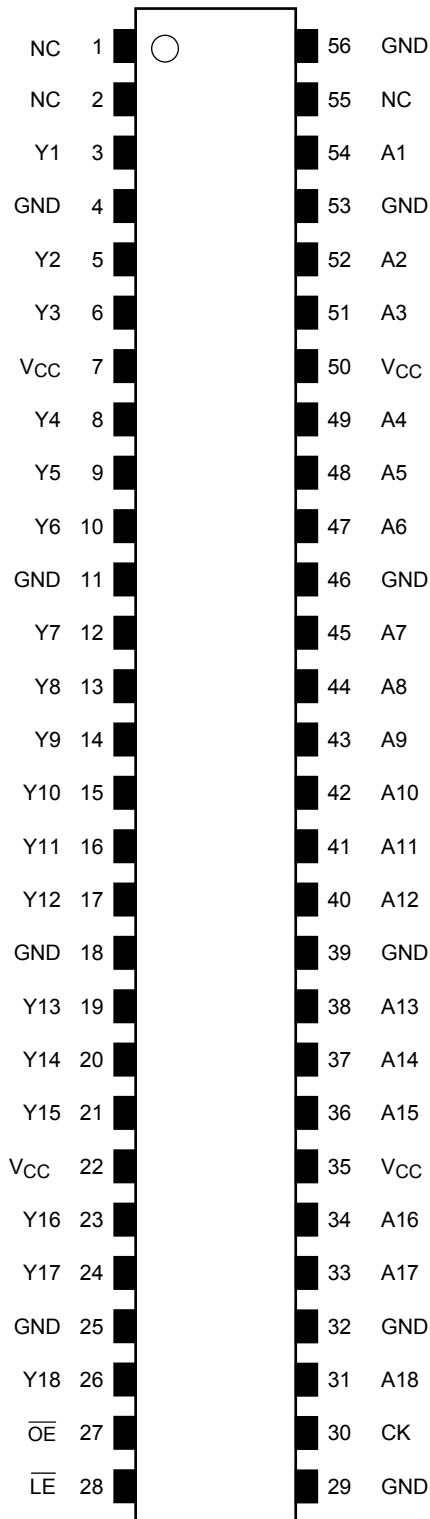 NC 1 56 GND
NC 2 55 NC
Y1 3 54 A1
GND 4 53 GND
Y2 5 52 A2
Y3 6 51 A3
VCC 7 50 VCC
Y4 8 49 A4
Y5 9 48 A5
Y6 10 47 A6
GND 11 46 GND
Y7 12 45 A7
Y8 13 44 A8
Y9 14 43 A9
Y10 15 42 A10
Y11 16 41 A11
Y12 17 40 A12
GND 18 39 GND
Y13 19 38 A13
Y14 20 37 A14
Y15 21 36 A15
VCC 22 35 VCC
Y16 23 34 A16
Y17 24 33 A17
GND 25 32 GND
Y18 26 31 A18
O̅E̅ 27 30 CK
L̅E̅ 28 29 GND